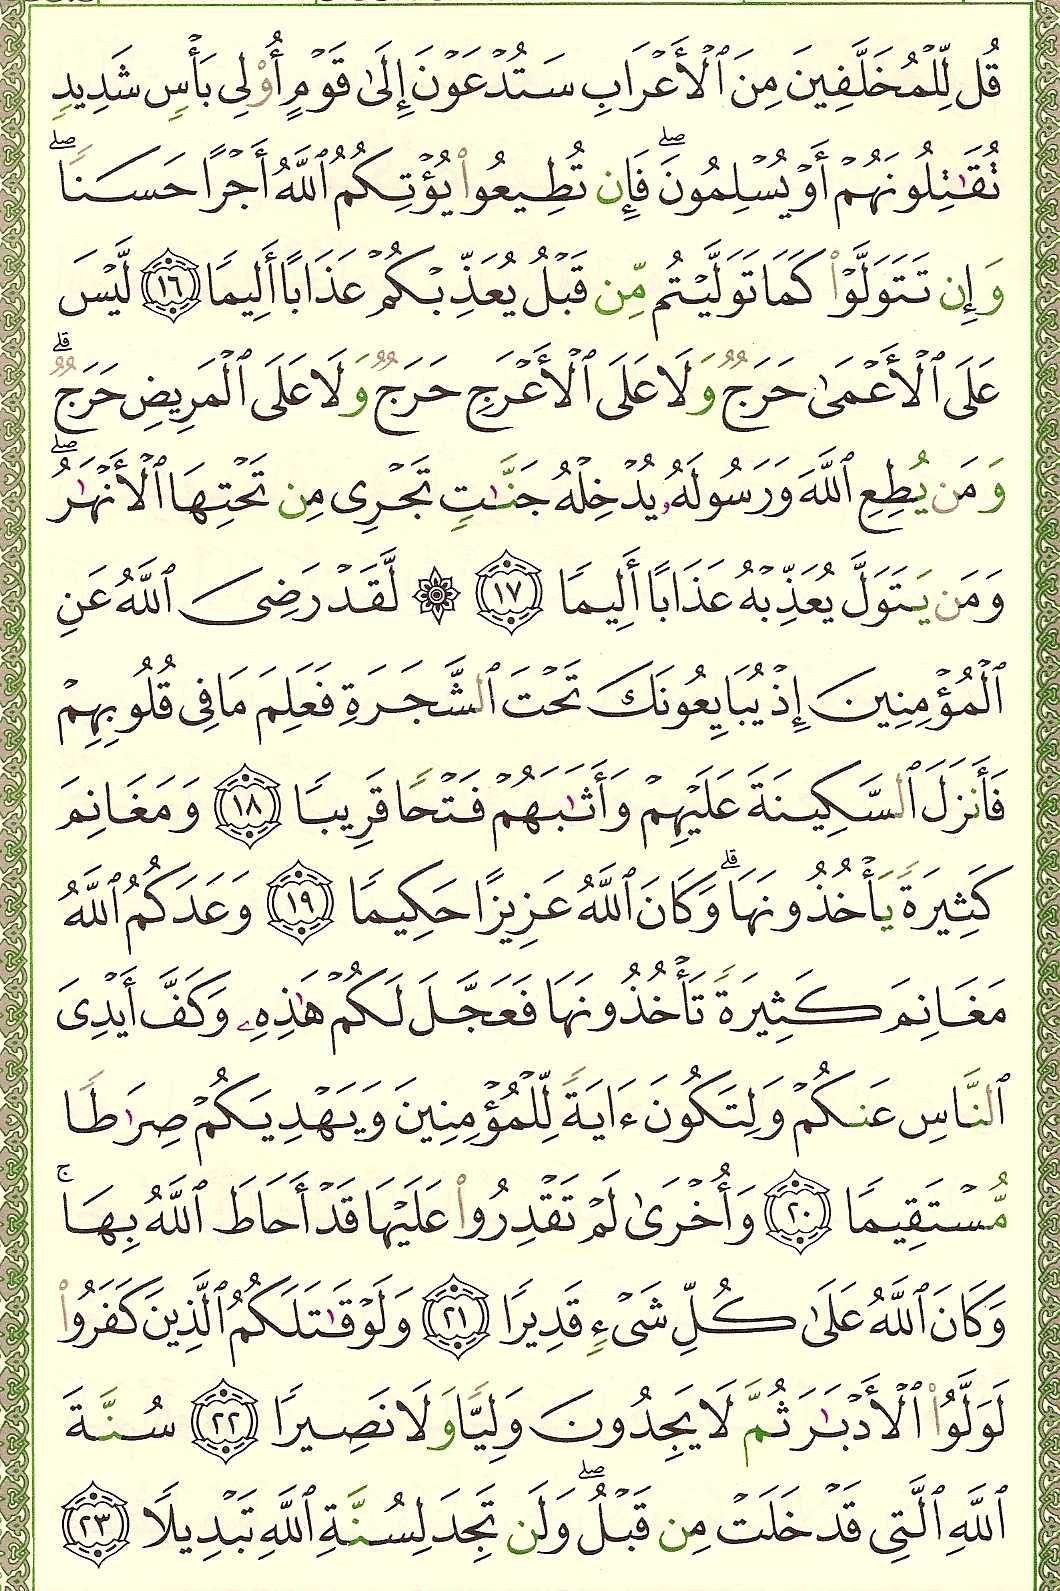 قُل لِّلْمُخَلَّفِينَ مِنَ ٱلْأَعْرَابِ سَتُدْعَوْنَ إِلَىٰ قَوْمٍ أُو۟لِى بَأْسٍ شَدِيدٍ
تُقَـٰتِلُونَهُمْ أَوْ يُسْلِمُونَ ۖ فَإِن تُطِيعُوا۟ يُؤْتِكُمُ ٱللَّهُ أَجْرًا حَسَنًا ۖ
وَإِن تَتَوَلَّوْا۟ كَمَا تَوَلَّيْتُم مِّن قَبْلُ يُعَذِّبْكُمْ عَذَابًا أَلِيمًا ١٦ لَّيْسَ
عَلَى ٱلْأَعْمَىٰ حَرَجٌ وَلَا عَلَى ٱلْأَعْرَجِ حَرَجٌ وَلَا عَلَى ٱلْمَرِيضِ حَرَجٌ ۗ
وَمَن يُطِعِ ٱللَّهَ وَرَسُولَهُۥ يُدْخِلْهُ جَنَّـٰتٍ تَجْرِى مِن تَحْتِهَا ٱلْأَنْهَـٰرُ ۖ
وَمَن يَتَوَلَّ يُعَذِّبْهُ عَذَابًا أَلِيمًا ١٧ ۞ لَّقَدْ رَضِىَ ٱللَّهُ عَنِ
ٱلْمُؤْمِنِينَ إِذْ يُبَايِعُونَكَ تَحْتَ ٱلشَّجَرَةِ فَعَلِمَ مَا فِى قُلُوبِهِمْ
فَأَنزَلَ ٱلسَّكِينَةَ عَلَيْهِمْ وَأَثَـٰبَهُمْ فَتْحًا قَرِيبًا ١٨ وَمَغَانِمَ
كَثِيرَةً يَأْخُذُونَهَا ۗ وَكَانَ ٱللَّهُ عَزِيزًا حَكِيمًا ١٩ وَعَدَكُمُ ٱللَّهُ
مَغَانِمَ كَثِيرَةً تَأْخُذُونَهَا فَعَجَّلَ لَكُمْ هَـٰذِهِۦ وَكَفَّ أَيْدِىَ
ٱلنَّاسِ عَنكُمْ وَلِتَكُونَ ءَايَةً لِّلْمُؤْمِنِينَ وَيَهْدِيَكُمْ صِرَٰطًا
مُّسْتَقِيمًا ٢٠ وَأُخْرَىٰ لَمْ تَقْدِرُوا۟ عَلَيْهَا قَدْ أَحَاطَ ٱللَّهُ بِهَا ۚ
وَكَانَ ٱللَّهُ عَلَىٰ كُلِّ شَىْءٍ قَدِيرًا ٢١ وَلَوْ قَـٰتَلَكُمُ ٱلَّذِينَ كَفَرُوا۟
لَوَلَّوُا۟ ٱلْأَدْبَـٰرَ ثُمَّ لَا يَجِدُونَ وَلِيًّا وَلَا نَصِيرًا ٢٢ سُنَّةَ
ٱللَّهِ ٱلَّتِى قَدْ خَلَتْ مِن قَبْلُ ۖ وَلَن تَجِدَ لِسُنَّةِ ٱللَّهِ تَبْدِيلًا ٢٣